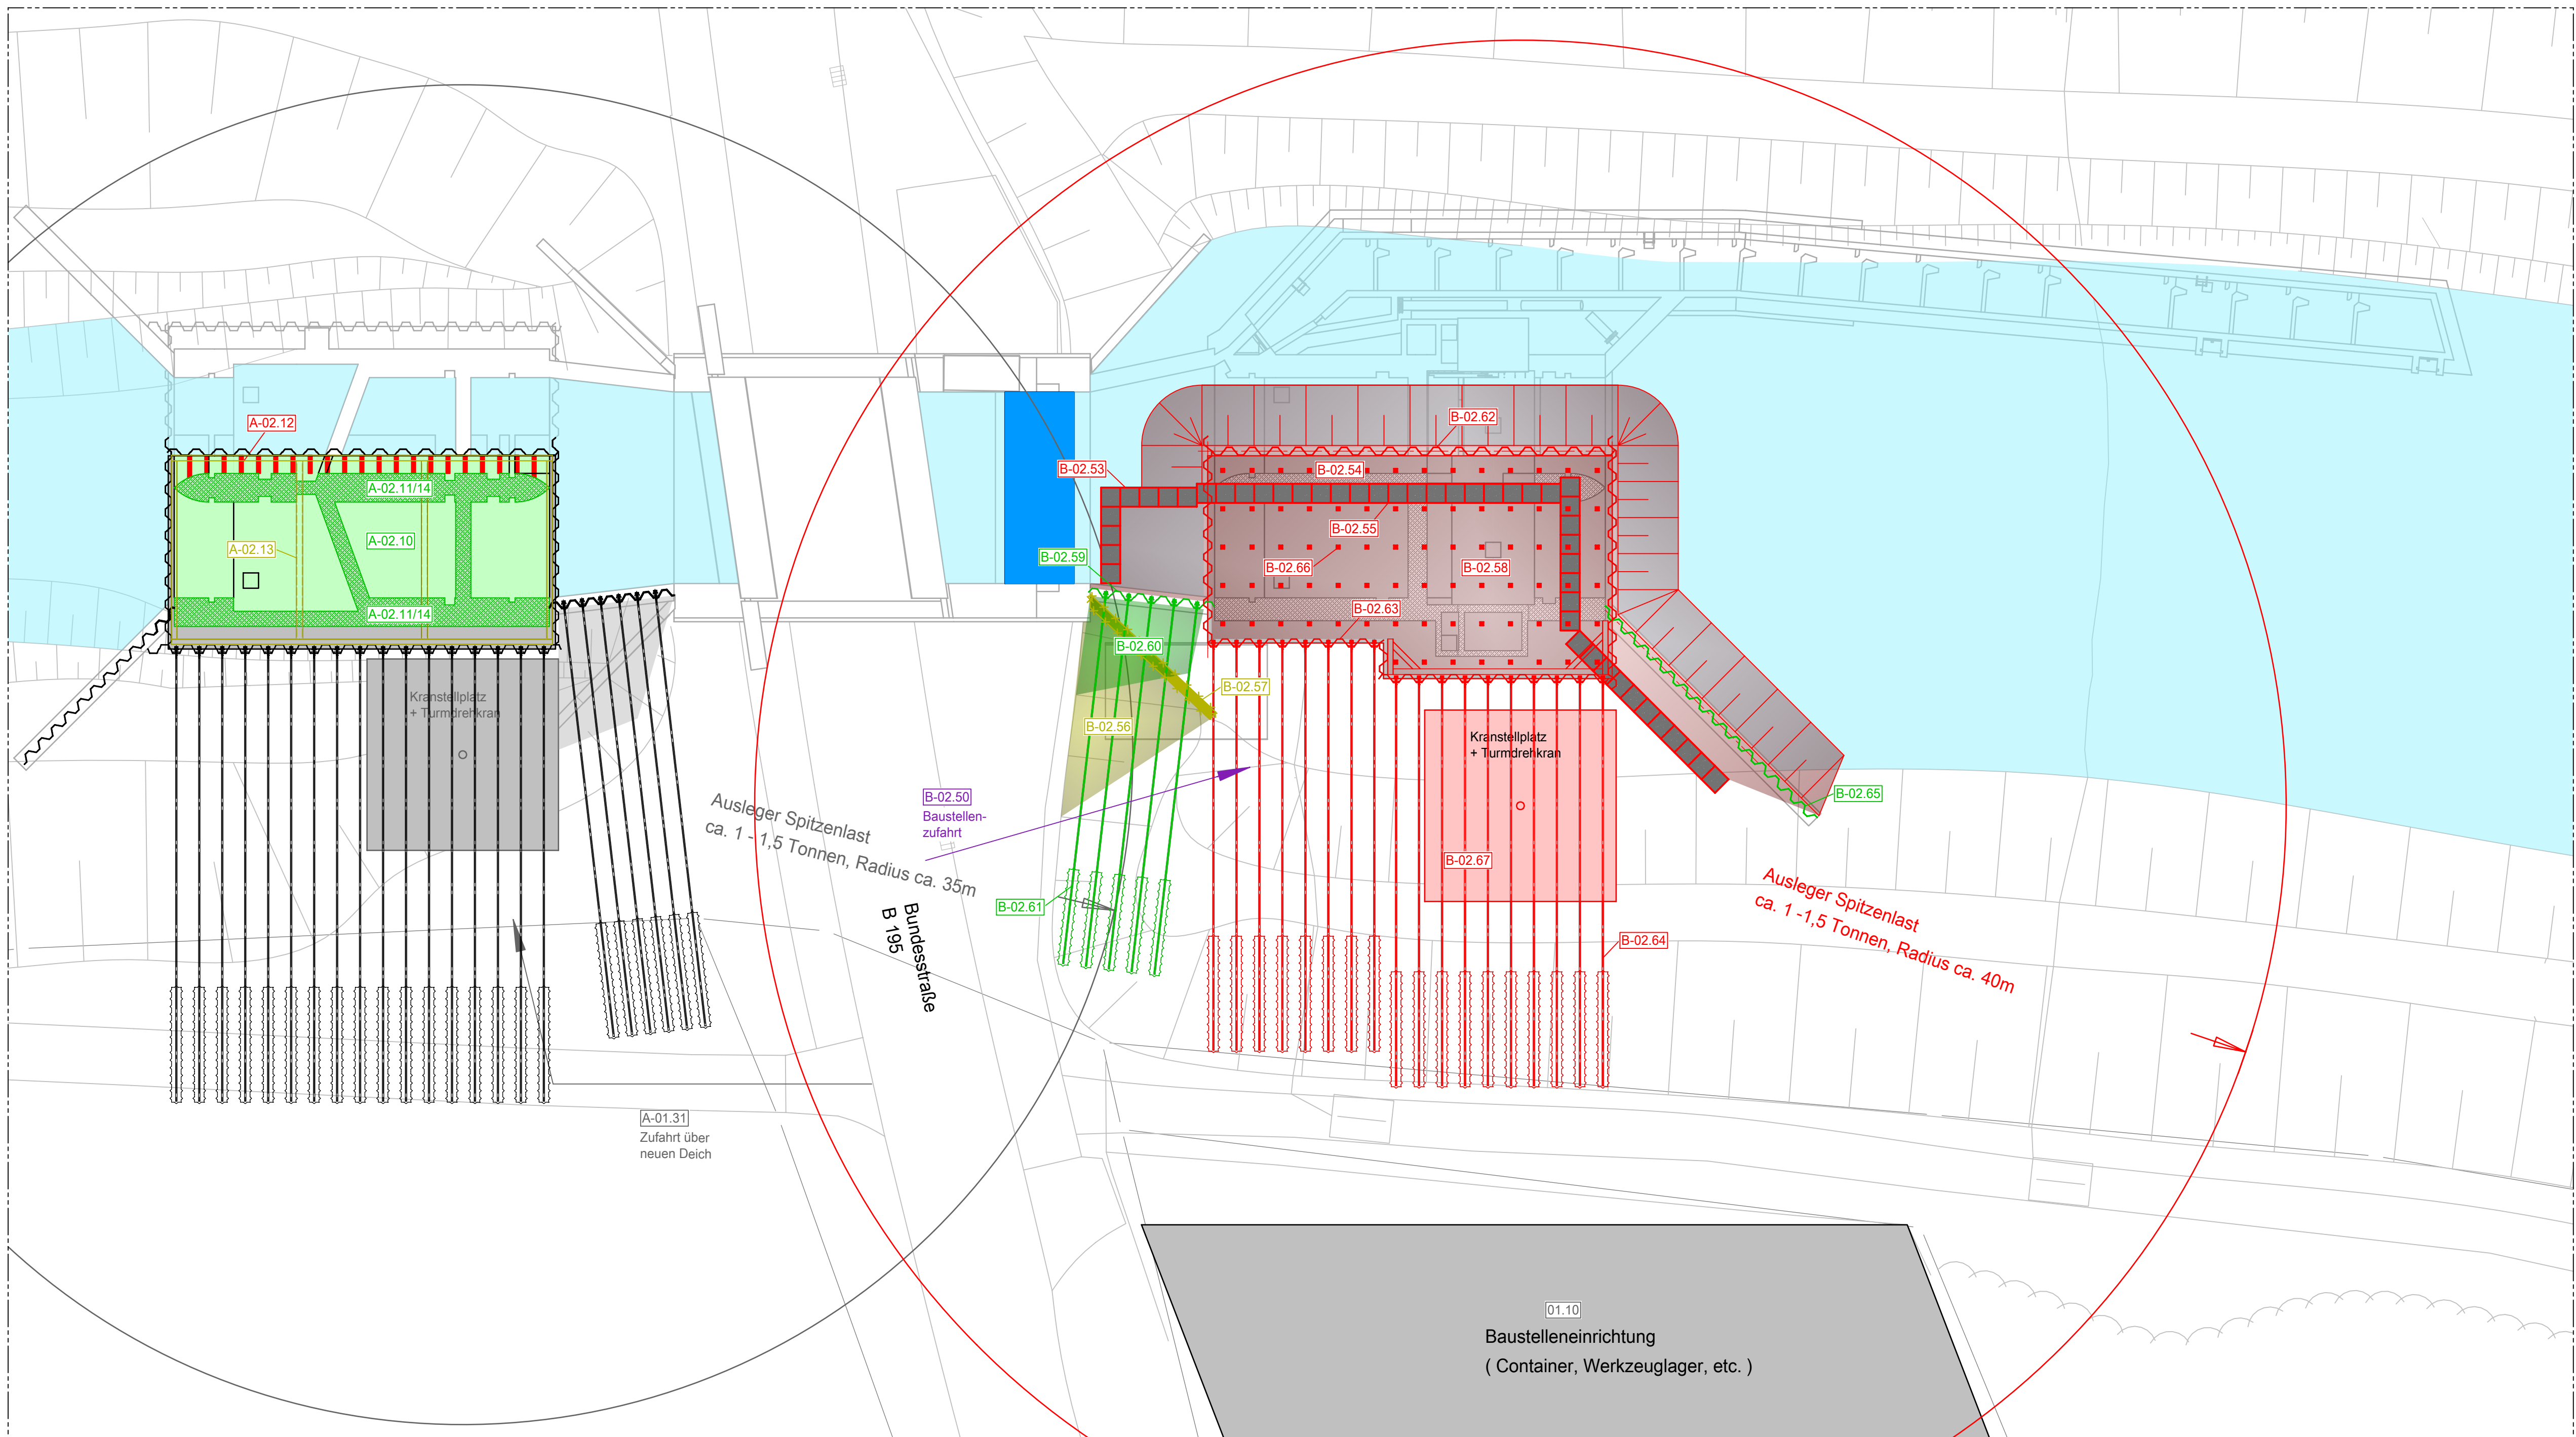 A-02.12
A-02.11/14
A-02.10
A-02.13
A-02.11/14
Kranstellplatz
+ Turmdrehkran
Ausleger Spitzenlast
ca. 1 - 1,5 Tonnen, Radius ca. 35m
A-01.31
Zufahrt über
neuen Deich
Bundesstraße
B 195
B-02.50
Baustellen-
zufahrt
B-02.62
B-02.53
B-02.54
B-02.55
B-02.59
B-02.66
B-02.58
B-02.63
B-02.60
B-02.57
B-02.56
B-02.61
Kranstellplatz
+ Turmdrehkran
B-02.67
B-02.65
B-02.64
Ausleger Spitzenlast
ca. 1 -1,5 Tonnen, Radius ca. 40m
01.10
Baustelleneinrichtung
( Container, Werkzeuglager, etc. )